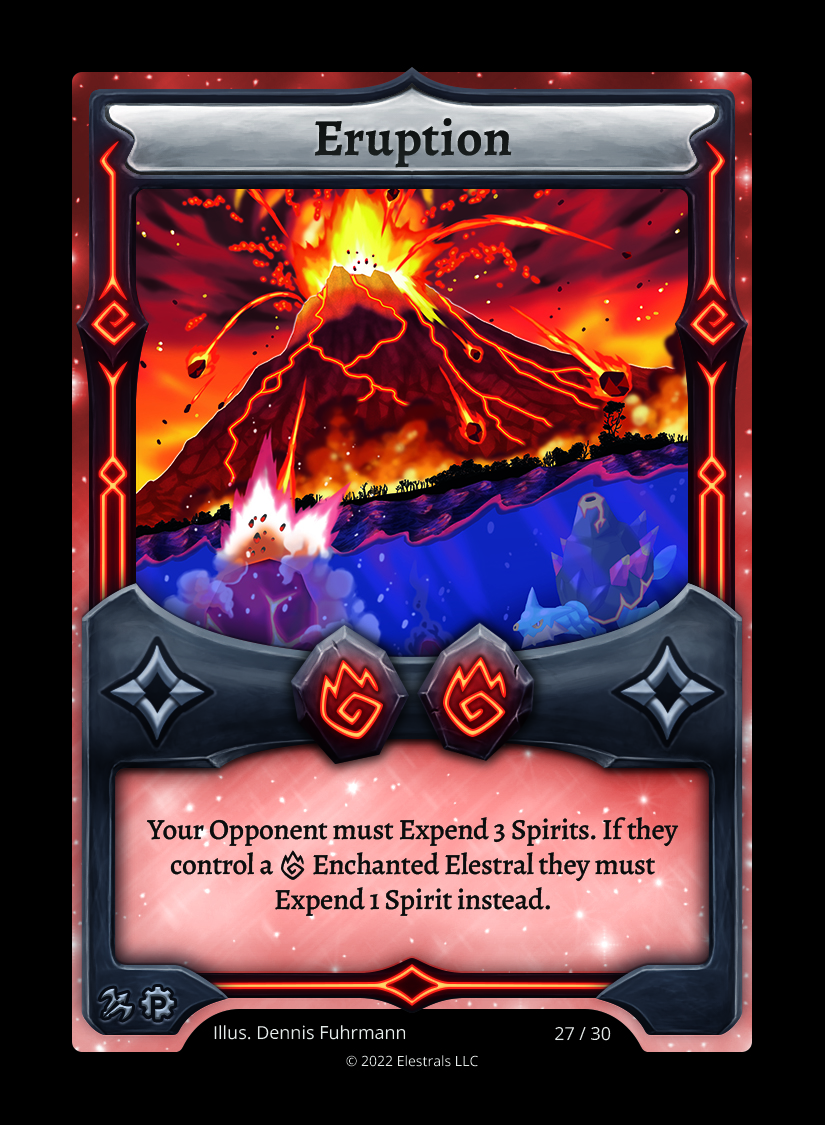 Eruption
Your Opponent must Expend 3 Spirits. If they
control a Enchanted Elestral they must
Expend 1 Spirit instead.
P
Illus. Dennis Fuhrmann 27 / 30
© 2022 Elestrals LLC